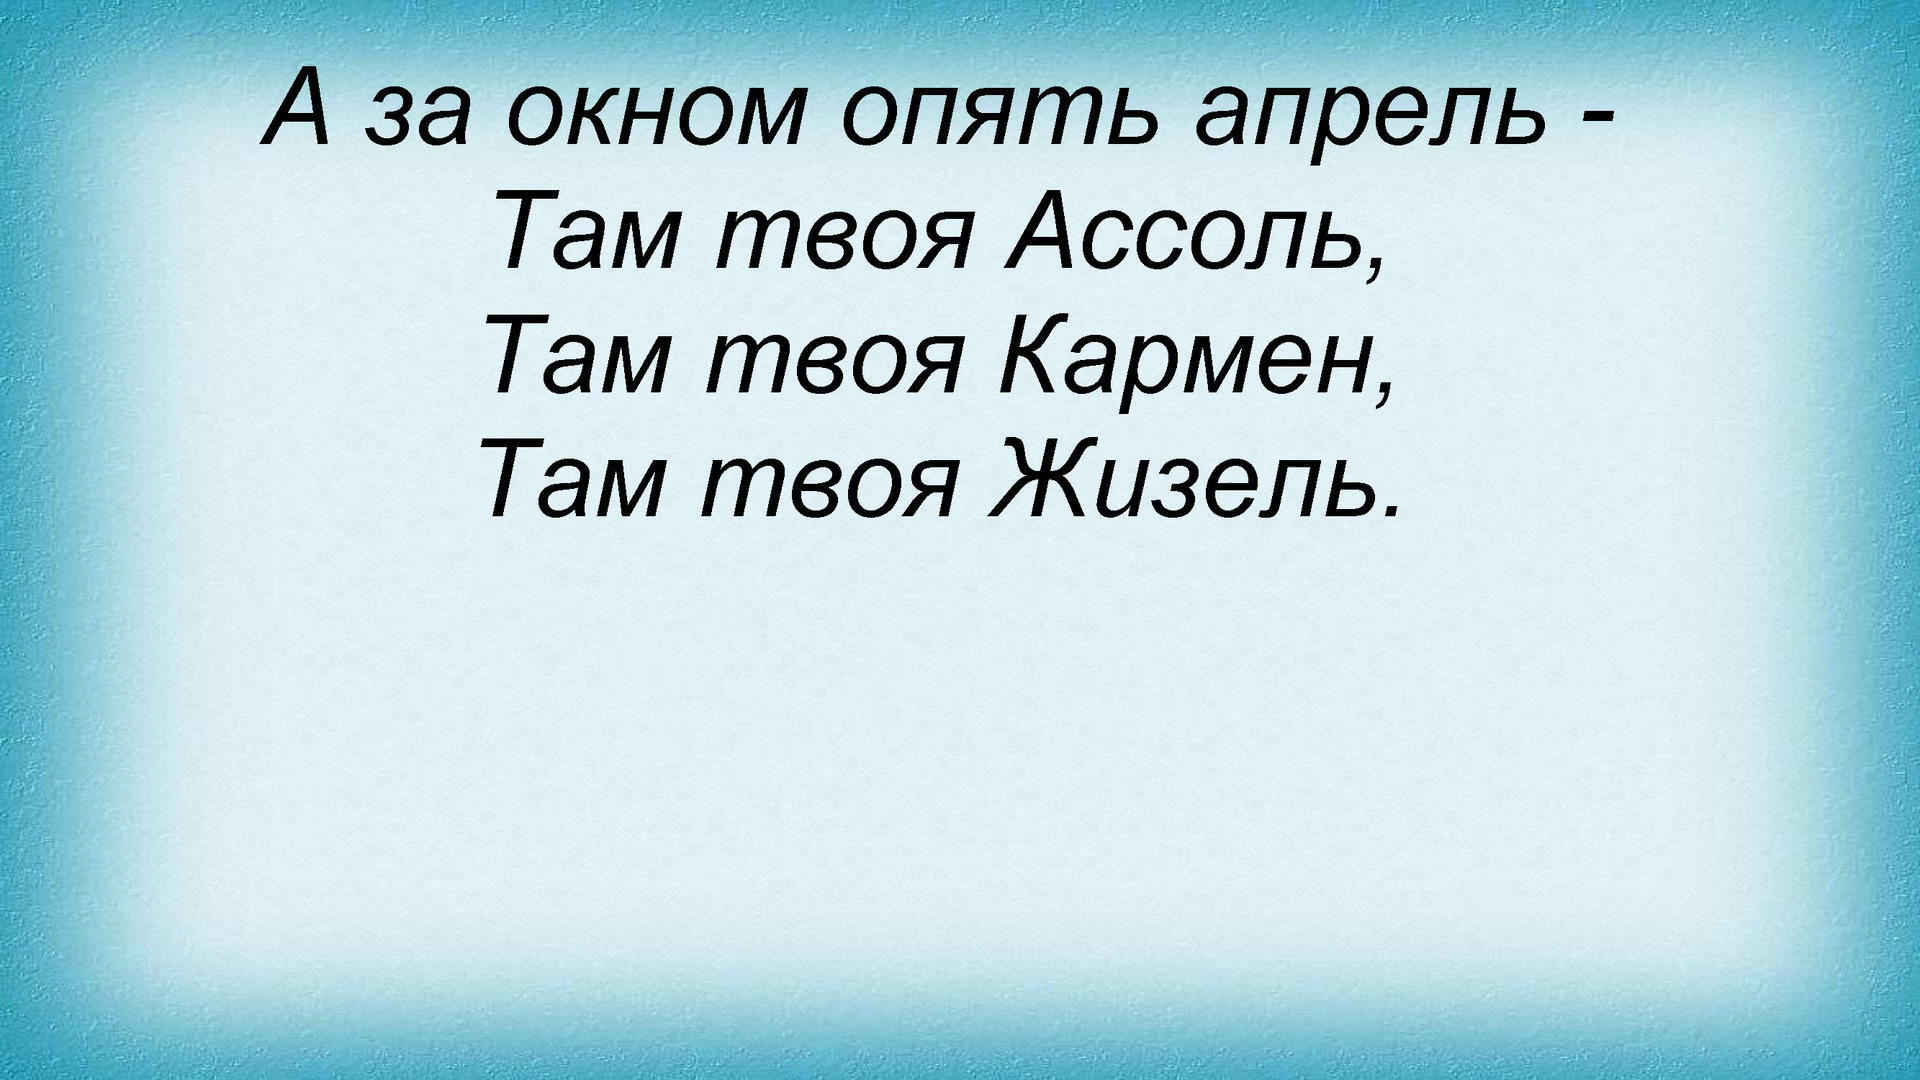 А за окном опять апрель -
Там твоя Ассоль,
Там твоя Кармен,
Там твоя Жизель.